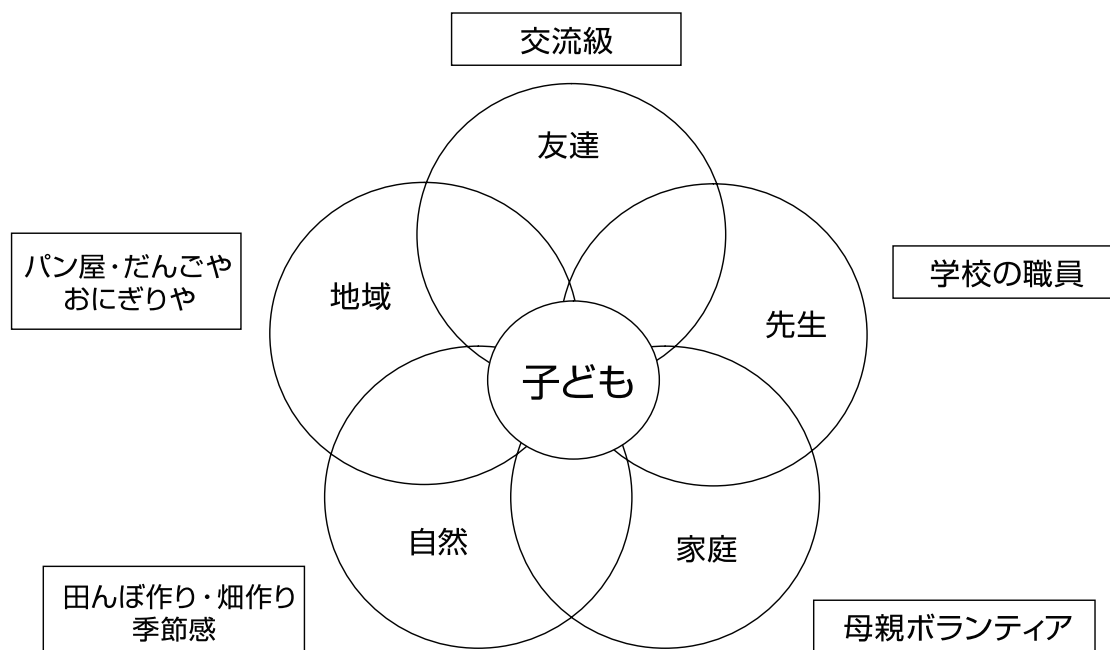 交流級
友達
パン屋・だんごや
おにぎりや
地域
学校の職員
先生
子ども
自然
家庭
田んぼ作り・畑作り
季節感
母親ボランティア